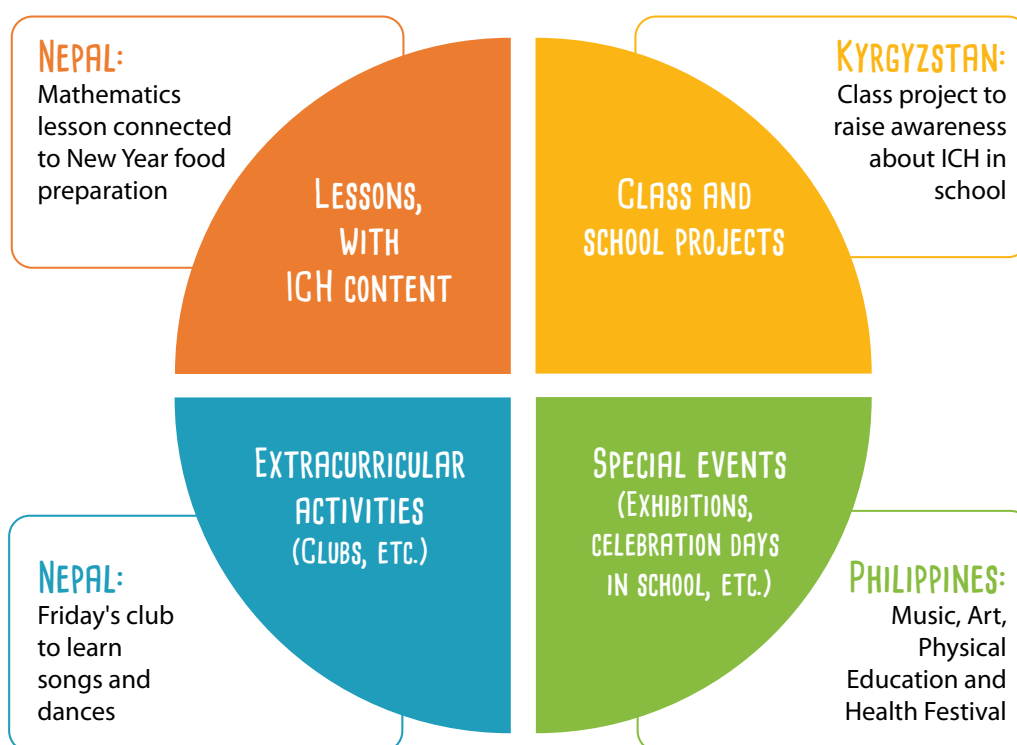 NEPAL:
Mathematics
lesson connected
to New Year food
preparation
LESSONS,
WITH
ICH CONTENT
CLASS AND
SCHOOL PROJECTS
KYRGYZSTAN:
Class project to
raise awareness
about ICH in
school
NEPAL:
Friday's club
to learn
songs and
dances
EXTRACURRICULAR
ACTIVITIES
(CLUBS, ETC.)
SPECIAL EVENTS
(EXHIBITIONS,
CELEBRATION DAYS
IN SCHOOL, ETC.)
PHILIPPINES:
Music, Art,
Physical
Education and
Health Festival